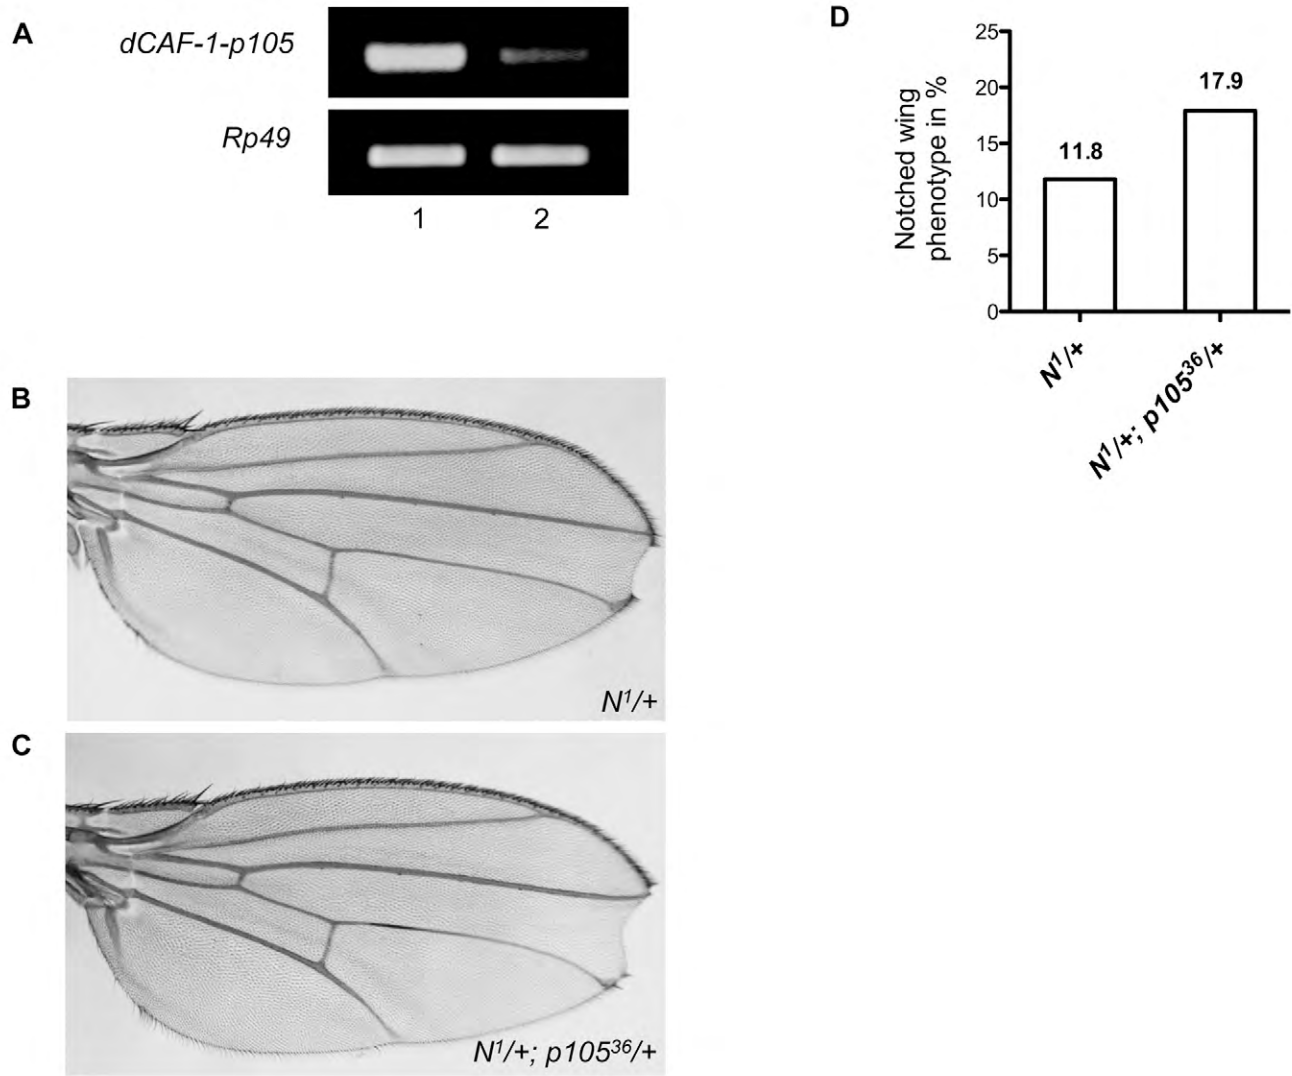 A
dCAF-1-p105
Rp49
1 2
B
N¹/+
C
N¹/+; p105³⁶/+
D
Notched wing
phenotype in %
25
20
15
10
5
0
11.8
17.9
N¹/+
N¹/+; p105³⁶/+